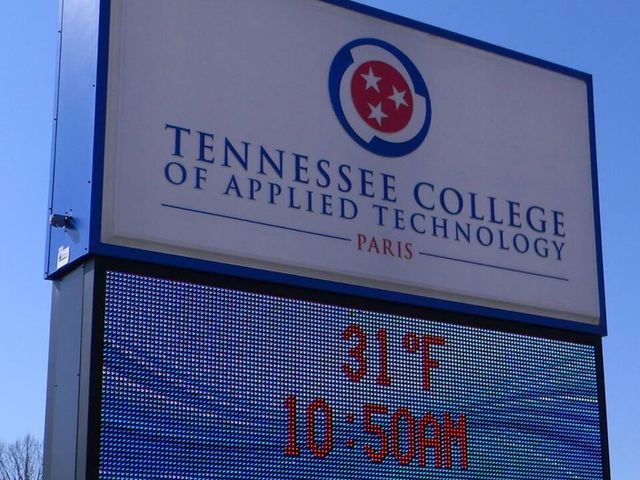 TENNESSEE COLLEGE
OF APPLIED TECHNOLOGY
PARIS
31°F
10:50AM